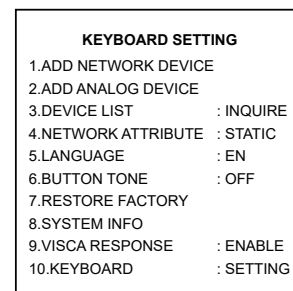 KEYBOARD SETTING
1.ADD NETWORK DEVICE
2.ADD ANALOG DEVICE
3.DEVICE LIST : INQUIRE
4.NETWORK ATTRIBUTE : STATIC
5.LANGUAGE : EN
6.BUTTON TONE : OFF
7.RESTORE FACTORY
8.SYSTEM INFO
9.VISCA RESPONSE : ENABLE
10.KEYBOARD : SETTING